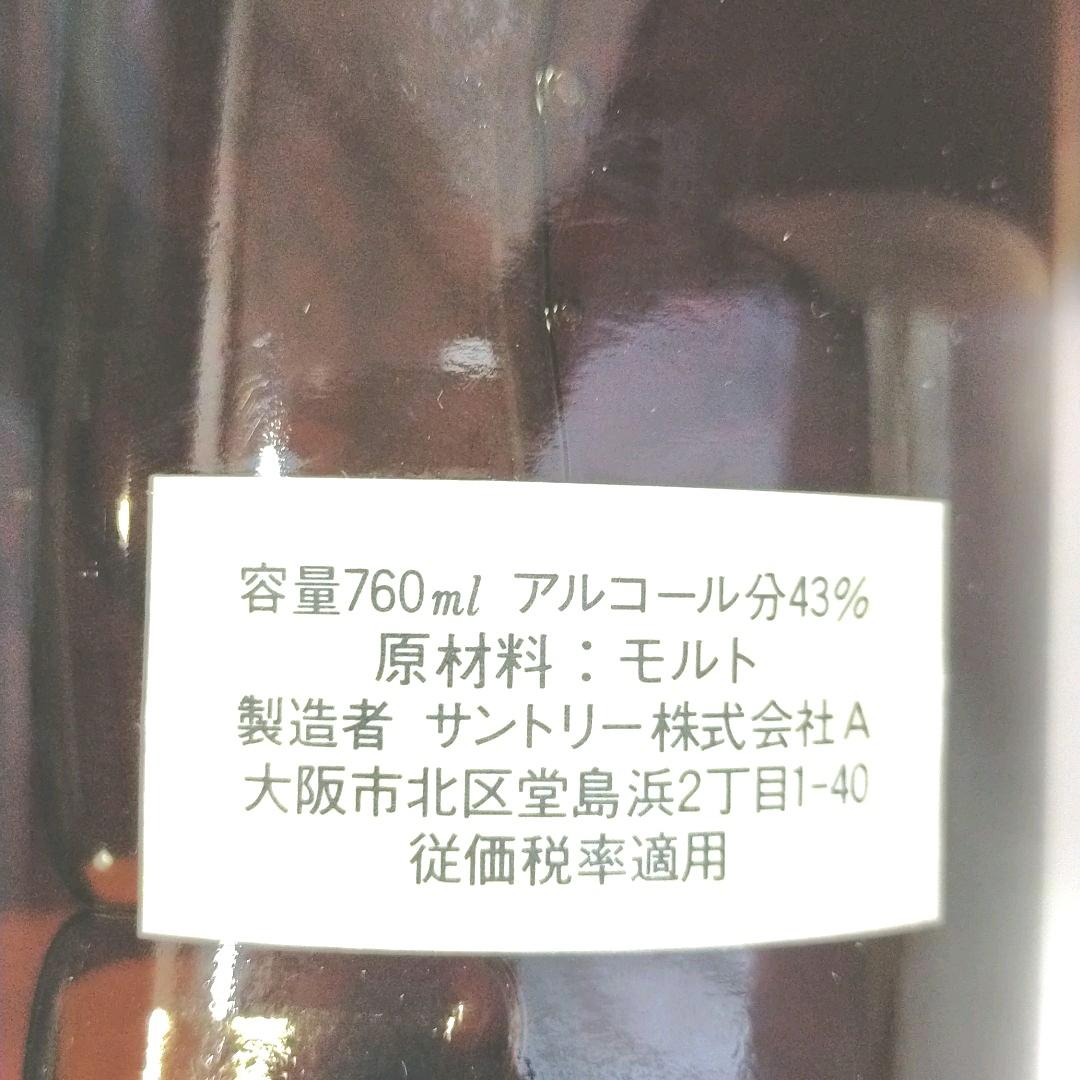 容量760ml アルコール分43%
原材料：モルト
製造者 サントリー株式会社A
大阪市北区堂島浜2丁目1-40
従価税率適用